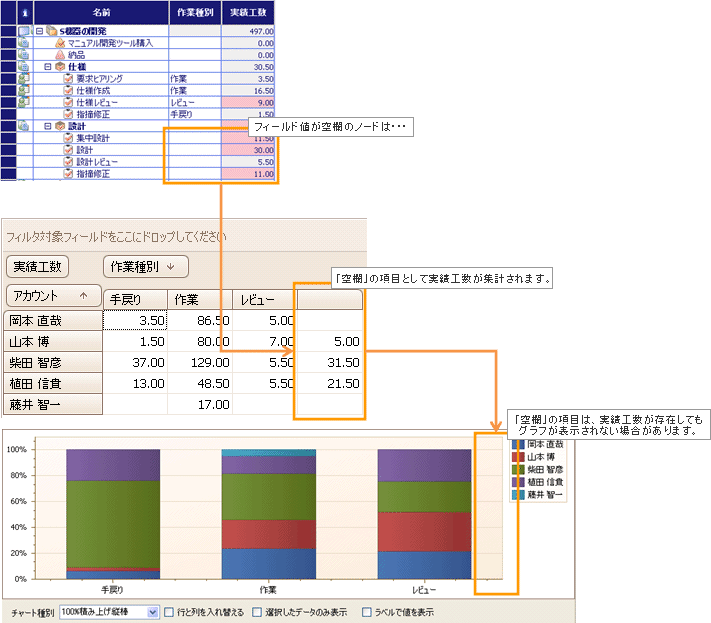 名前 作業種別 実績工数
S機器の開発 497.00
マニュアル開発ツール購入 0.00
納品 0.00
仕様 30.50
要求ヒアリング 作業 3.50
仕様作成 作業 16.50
仕様レビュー レビュー 9.00
指摘修正 手戻り 1.50
設計
集中設計 11.50
設計 30.00
設計レビュー 5.50
指摘修正 11.00
フィールド値が空欄のノードは・・・
フィルタ対象フィールドをここにドロップしてください
実績工数 作業種別
「空欄」の項目として実績工数が集計されます。
アカウント 手戻り 作業 レビュー
岡本 直哉 3.50 86.50 5.00
山本 博 1.50 80.00 7.00 5.00
柴田 智彦 37.00 129.00 5.50 31.50
植田 信貴 13.00 48.50 5.50 21.50
藤井 智一 17.00
「空欄」の項目は、実績工数が存在しても
グラフが表示されない場合があります。
100%
80%
60%
40%
20%
0%
手戻り 作業 レビュー
岡本 直哉
山本 博
柴田 智彦
植田 信貴
藤井 智一
チャート種別 100%積み上げ縦棒 行と列を入れ替える 選択したデータのみ表示 ラベルで値を表示